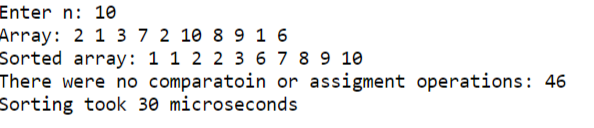 Enter n: 10
Array: 2 1 3 7 2 10 8 9 1 6
Sorted array: 1 1 2 2 3 6 7 8 9 10
There were no comparatoin or assigment operations: 46
Sorting took 30 microseconds